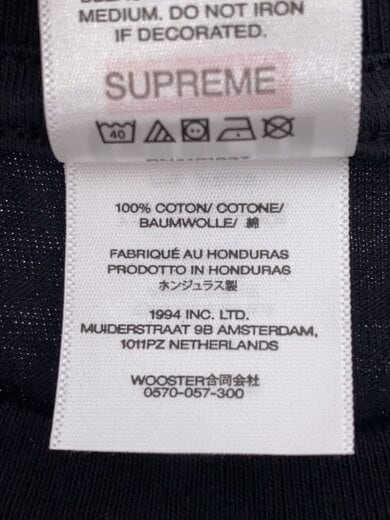 MEDIUM. DO NOT IRON
IF DECORATED.
SUPREME
40
100% COTON/ COTONE/
BAUMWOLLE/ 綿
FABRIQUÉ AU HONDURAS
PRODOTTO IN HONDURAS
ホンジュラス製
1994 INC. LTD.
MUIDERSTRAAT 9B AMSTERDAM,
1011PZ NETHERLANDS
WOOSTER合同会社
0570-057-300